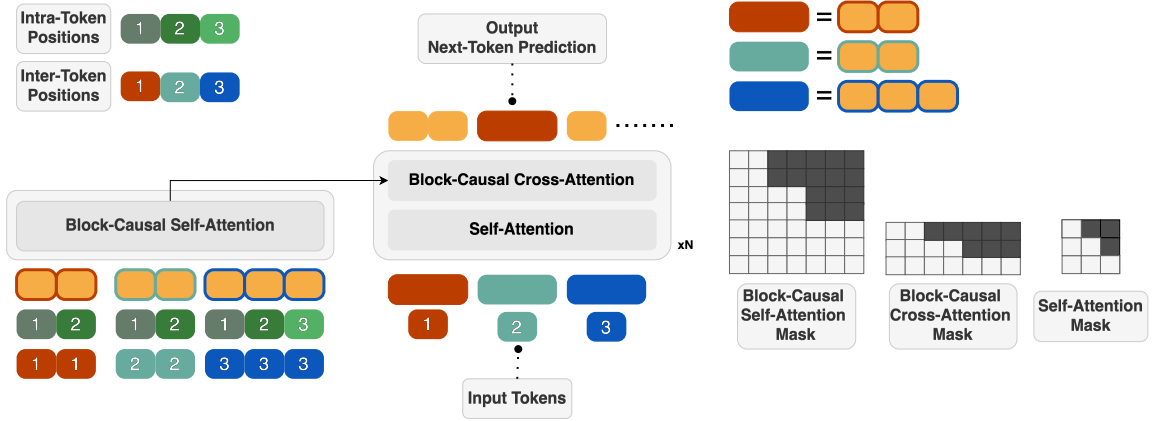 Intra-Token
Positions
1 2 3
Inter-Token
Positions
1 2 3
Output
Next-Token Prediction
=
=
=
Block-Causal Self-Attention
Block-Causal Cross-Attention
Self-Attention
xN
1 2 1 2 1 2 3
1 1 2 2 3 3 3
1 2 3
Input Tokens
Block-Causal
Self-Attention
Mask
Block-Causal
Cross-Attention
Mask
Self-Attention
Mask